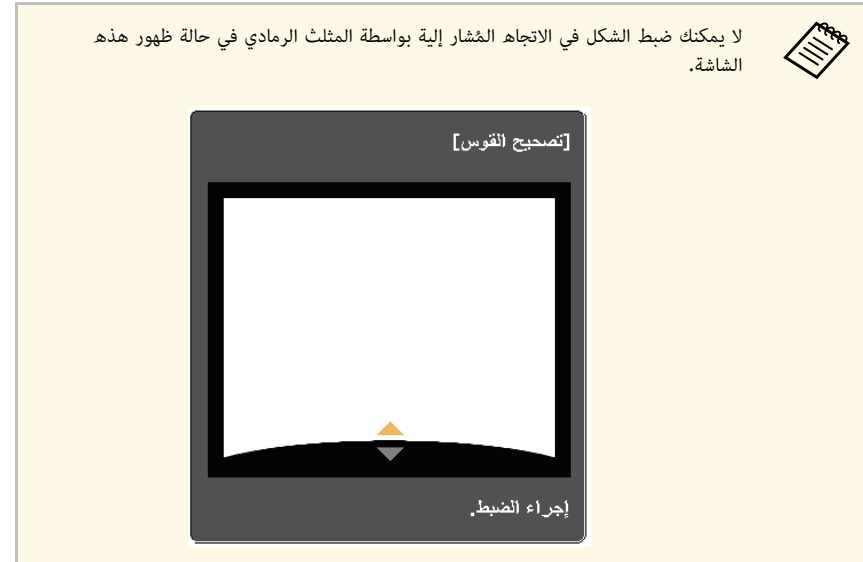 لا يمكنك ضبط الشكل في الاتجاه المُشار إلية بواسطة المثلث الرمادي في حالة ظهور هذه
الشاشة.
[تصحيح القوس]
إجراء الضبط.